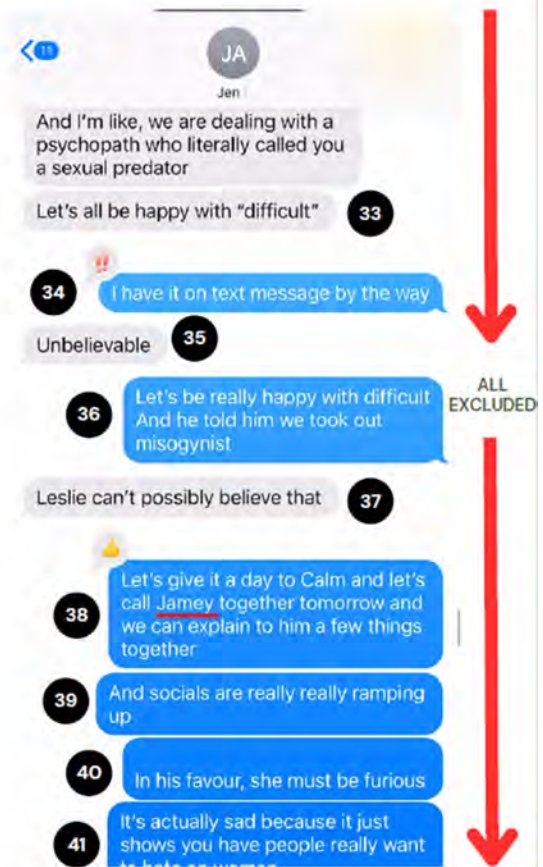 11
JA
Jen
And I'm like, we are dealing with a
psychopath who literally called you
a sexual predator
Let's all be happy with "difficult"
33
34
I have it on text message by the way
Unbelievable
35
36
Let's be really happy with difficult
And he told him we took out
misogynist
ALL
EXCLUDED
Leslie can't possibly believe that
37
38
Let's give it a day to Calm and let's
call Jamey together tomorrow and
we can explain to him a few things
together
39
And socials are really really ramping
up
40
In his favour, she must be furious
41
It's actually sad because it just
shows you have people really want
to hate on women